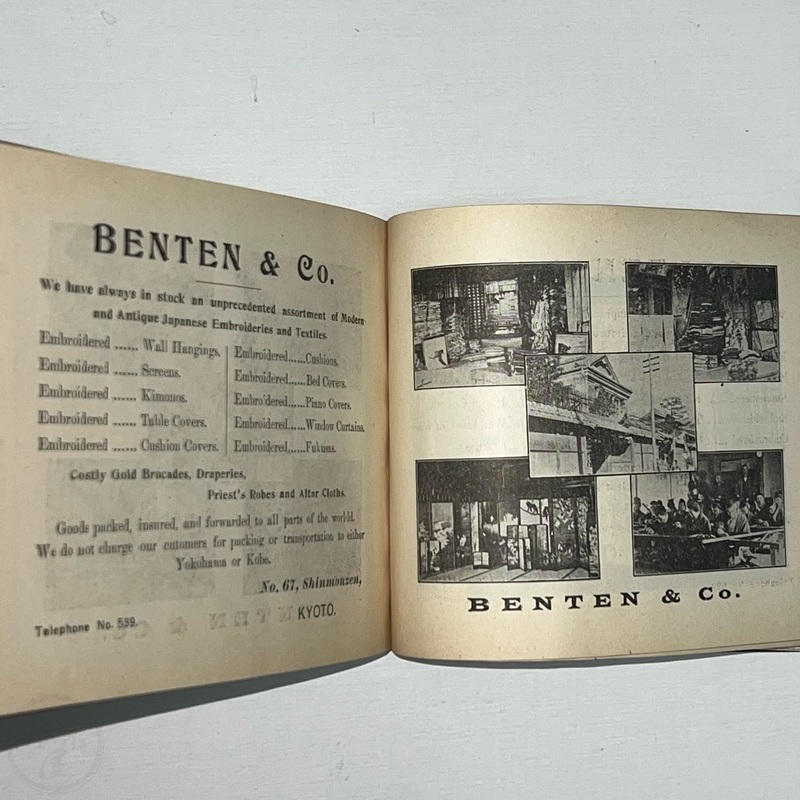 BENTEN & Co.
We have always in stock an unprecedented assortment of Modern
and Antique Japanese Embroideries and Textiles.
Embroidered ...... Wall Hangings.
Embroidered ...... Screens.
Embroidered ...... Kimonos.
Embroidered ...... Table Covers.
Embroidered ...... Cushion Covers.
Embroidered......Cushions.
Embroidered......Bed Covers.
Embroidered......Piano Covers.
Embroidered......Window Curtains.
Embroidered......Fukusas.
Costly Gold Brocades, Draperies,
Priest's Robes and Altar Cloths.
Goods packed, insured, and forwarded to all parts of the world.
We do not charge our cutomers for packing or transportation to either
Yokohama or Kobe.
No. 67, Shinmonzen,
KYOTO.
Telephone No. 539.
BENTEN & Co.